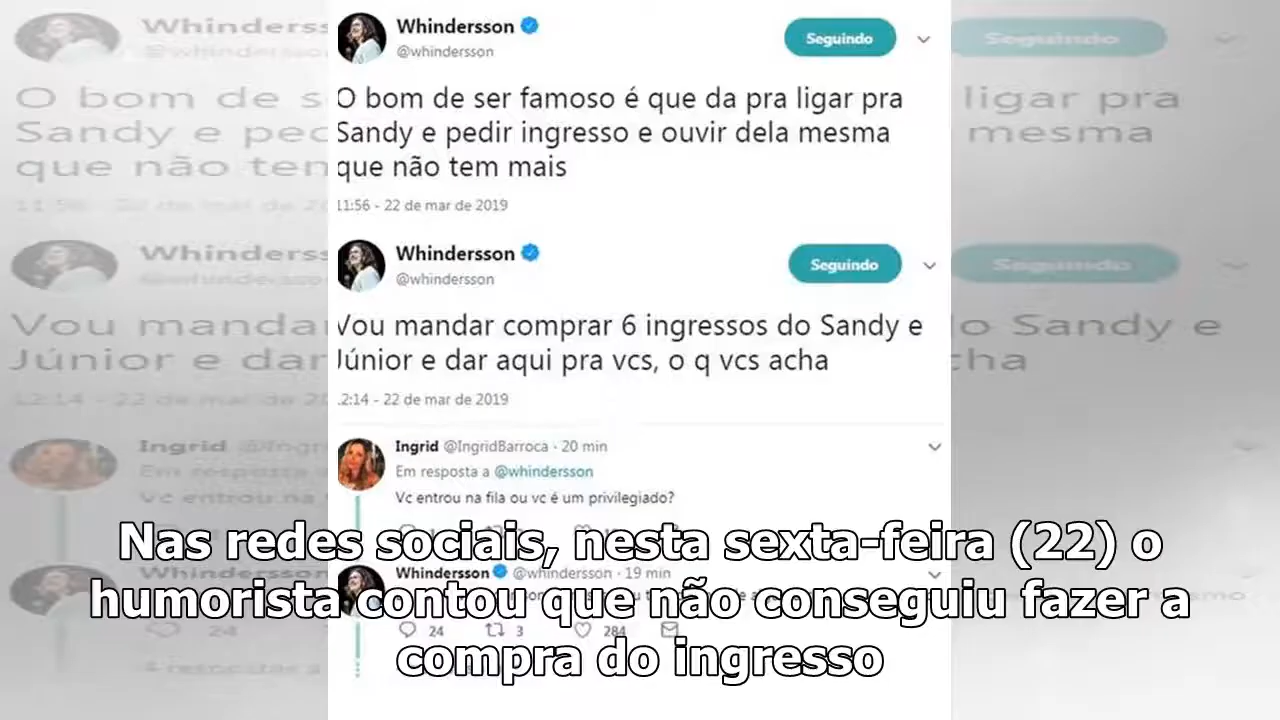 Whindersson
@whindersson
Seguindo
O bom de ser famoso é que da pra ligar pra
Sandy e pedir ingresso e ouvir dela mesma
que não tem mais
11:56 - 22 de mar de 2019
Whindersson
@whindersson
Seguindo
Vou mandar comprar 6 ingressos do Sandy e
Júnior e dar aqui pra vcs, o q vcs acha
12:14 - 22 de mar de 2019
Ingrid @IngridBarroca · 20 min
Em resposta a @whindersson
Vc entrou na fila ou vc é um privilegiado?
Nas redes sociais, nesta sexta-feira (22) o
Whindersson @whindersson · 19 min
humorista contou que não conseguiu fazer a
24 3 284
compra do ingresso